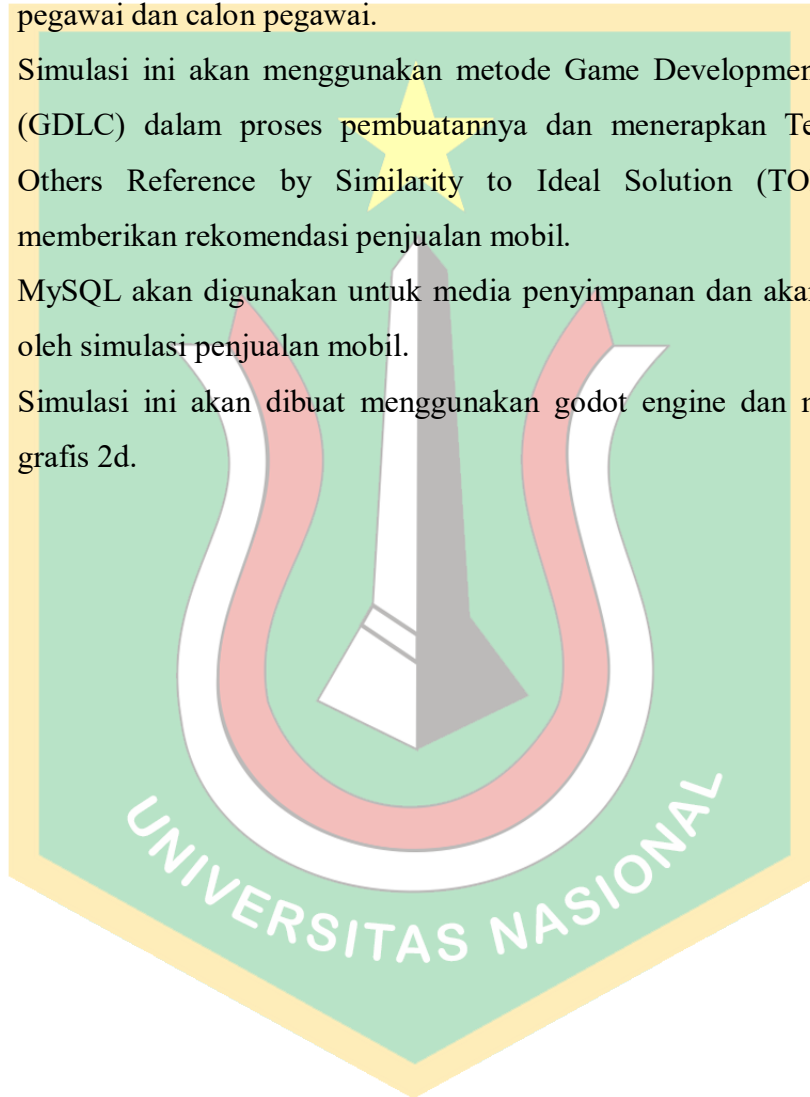 pegawai dan calon pegawai.
Simulasi ini akan menggunakan metode Game Developmen
(GDLC) dalam proses pembuatannya dan menerapkan Te
Others Reference by Similarity to Ideal Solution (TO
memberikan rekomendasi penjualan mobil.
MySQL akan digunakan untuk media penyimpanan dan aka
oleh simulasi penjualan mobil.
Simulasi ini akan dibuat menggunakan godot engine dan
grafis 2d.
UNIVERSITAS NASIONAL